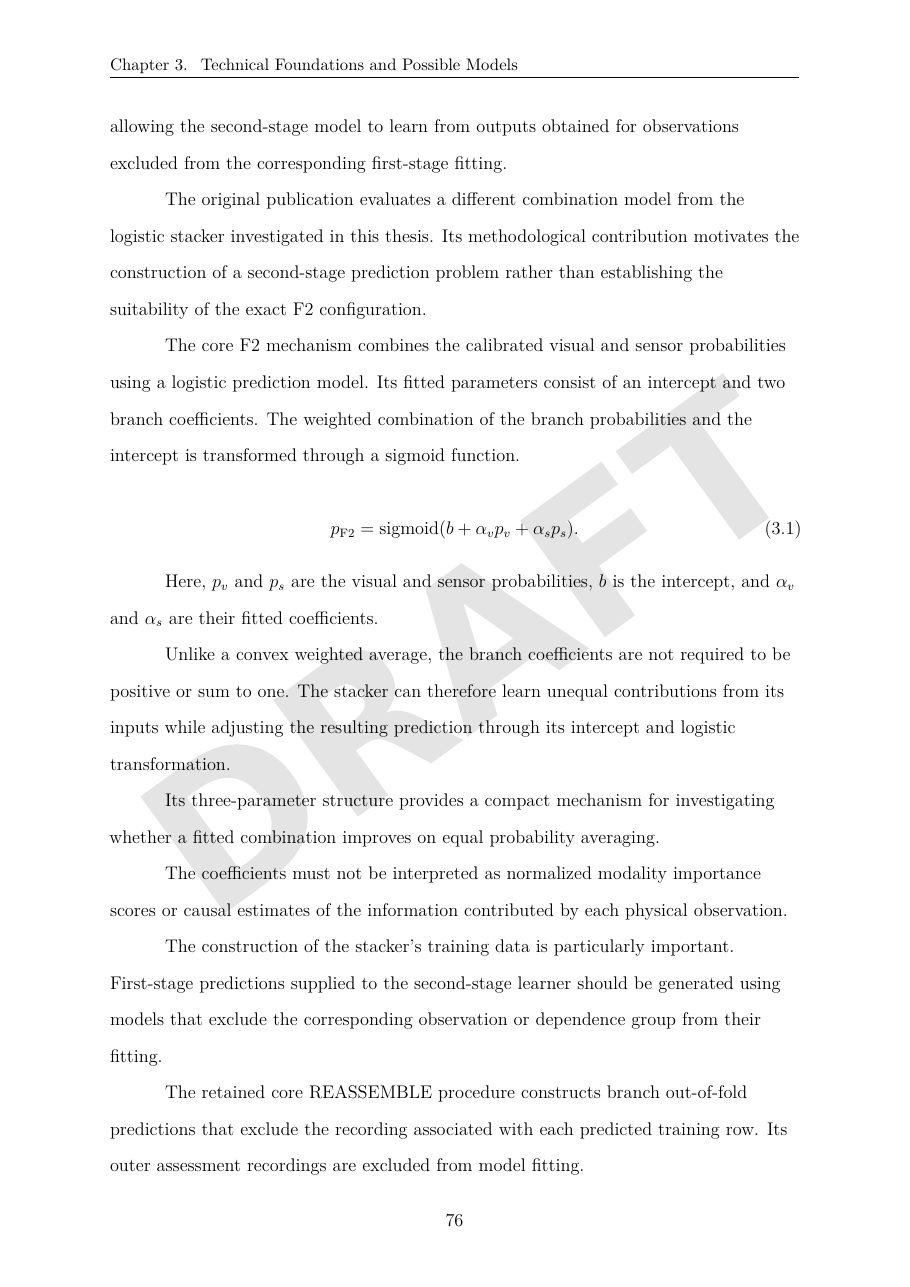 Chapter 3. Technical Foundations and Possible Models
allowing the second-stage model to learn from outputs obtained for observations
excluded from the corresponding first-stage fitting.
The original publication evaluates a different combination model from the
logistic stacker investigated in this thesis. Its methodological contribution motivates the
construction of a second-stage prediction problem rather than establishing the
suitability of the exact F2 configuration.
The core F2 mechanism combines the calibrated visual and sensor probabilities
using a logistic prediction model. Its fitted parameters consist of an intercept and two
branch coefficients. The weighted combination of the branch probabilities and the
intercept is transformed through a sigmoid function.
p_F2 = sigmoid(b + α_v p_v + α_s p_s). (3.1)
Here, p_v and p_s are the visual and sensor probabilities, b is the intercept, and α_v
and α_s are their fitted coefficients.
Unlike a convex weighted average, the branch coefficients are not required to be
positive or sum to one. The stacker can therefore learn unequal contributions from its
inputs while adjusting the resulting prediction through its intercept and logistic
transformation.
Its three-parameter structure provides a compact mechanism for investigating
whether a fitted combination improves on equal probability averaging.
The coefficients must not be interpreted as normalized modality importance
scores or causal estimates of the information contributed by each physical observation.
The construction of the stacker's training data is particularly important.
First-stage predictions supplied to the second-stage learner should be generated using
models that exclude the corresponding observation or dependence group from their
fitting.
The retained core REASSEMBLE procedure constructs branch out-of-fold
predictions that exclude the recording associated with each predicted training row. Its
outer assessment recordings are excluded from model fitting.
76
DRAFT